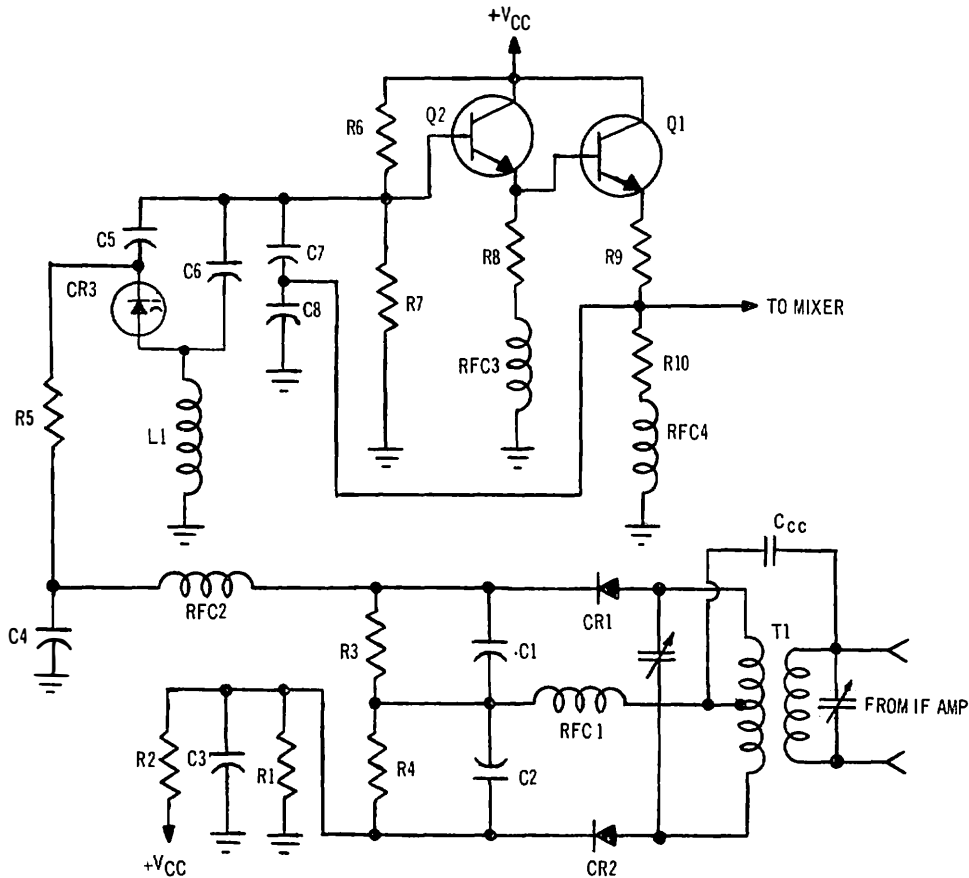 +VCC
Q2
Q1
R6
C5
C6
C7
R8
R9
CR3
C8
R7
TO MIXER
RFC3
R10
R5
L1
RFC4
CCC
RFC2
CR1
T1
C4
R3
C1
FROM IF AMP
R2
C3
R1
R4
RFC1
C2
+VCC
CR2